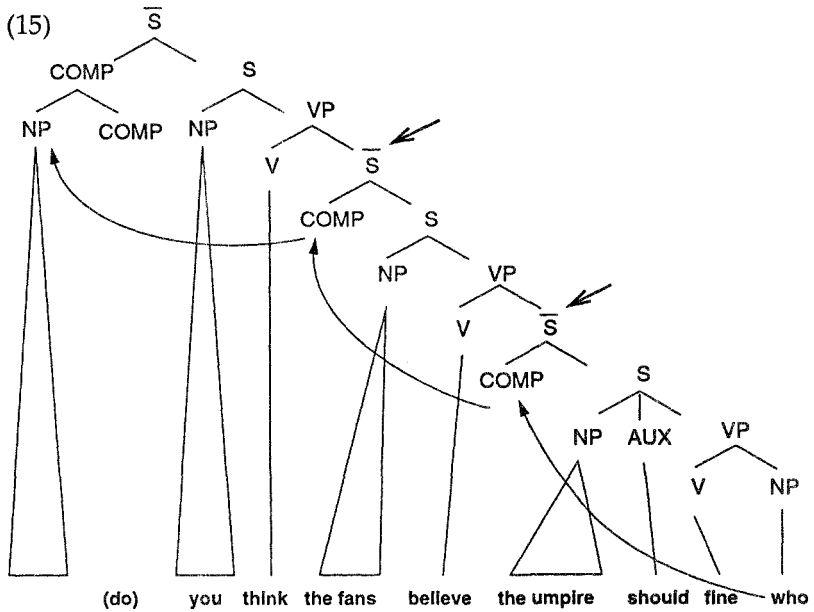 (15)
S̅
COMP S
NP COMP NP VP
V S̅
COMP S
NP VP
V S̅
COMP S
NP AUX VP
V NP
(do) you think the fans believe the umpire should fine who